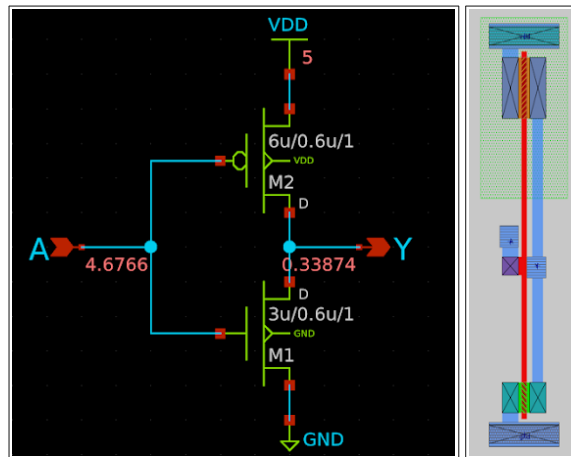 VDD
5
6u/0.6u/1
VDD
M2
D
A
4.6766
0.33874
Y
D
3u/0.6u/1
GND
M1
GND